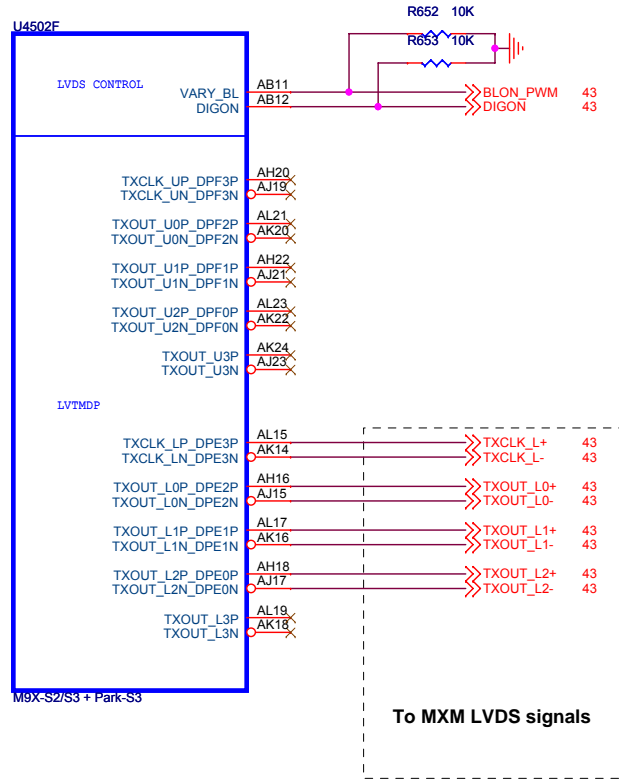 U4502F
R652 10K
R653 10K
LVDS CONTROL
VARY_BL AB11 BLON_PWM 43
DIGON AB12 DIGON 43
TXCLK_UP_DPF3P AH20
TXCLK_UN_DPF3N AJ19
TXOUT_U0P_DPF2P AL21
TXOUT_U0N_DPF2N AK20
TXOUT_U1P_DPF1P AH22
TXOUT_U1N_DPF1N AJ21
TXOUT_U2P_DPF0P AL23
TXOUT_U2N_DPF0N AK22
TXOUT_U3P AK24
TXOUT_U3N AJ23
LVTMDP
TXCLK_LP_DPE3P AL15 TXCLK_L+ 43
TXCLK_LN_DPE3N AK14 TXCLK_L- 43
TXOUT_L0P_DPE2P AH16 TXOUT_L0+ 43
TXOUT_L0N_DPE2N AJ15 TXOUT_L0- 43
TXOUT_L1P_DPE1P AL17 TXOUT_L1+ 43
TXOUT_L1N_DPE1N AK16 TXOUT_L1- 43
TXOUT_L2P_DPE0P AH18 TXOUT_L2+ 43
TXOUT_L2N_DPE0N AJ17 TXOUT_L2- 43
TXOUT_L3P AL19
TXOUT_L3N AK18
M9X-S2/S3 + Park-S3
To MXM LVDS signals